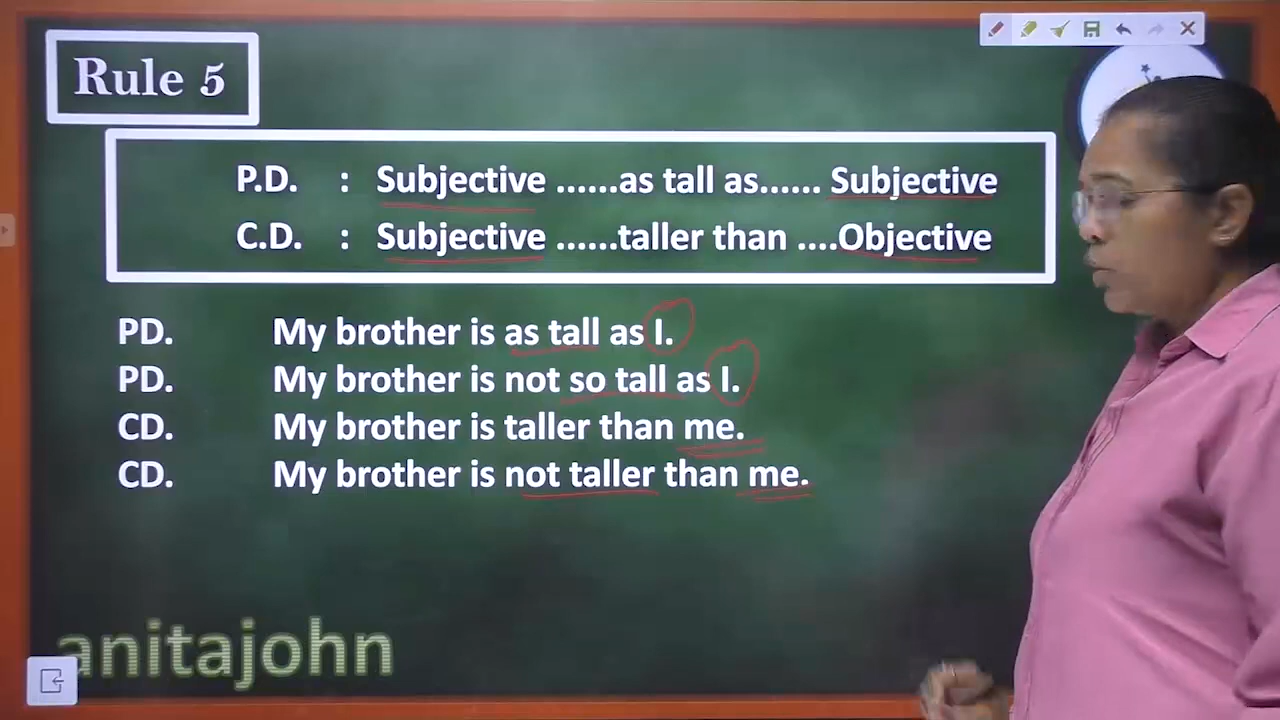 Rule 5
P.D. : Subjective ......as tall as...... Subjective
C.D. : Subjective ......taller than ....Objective
PD. My brother is as tall as I.
PD. My brother is not so tall as I.
CD. My brother is taller than me.
CD. My brother is not taller than me.
anitajohn